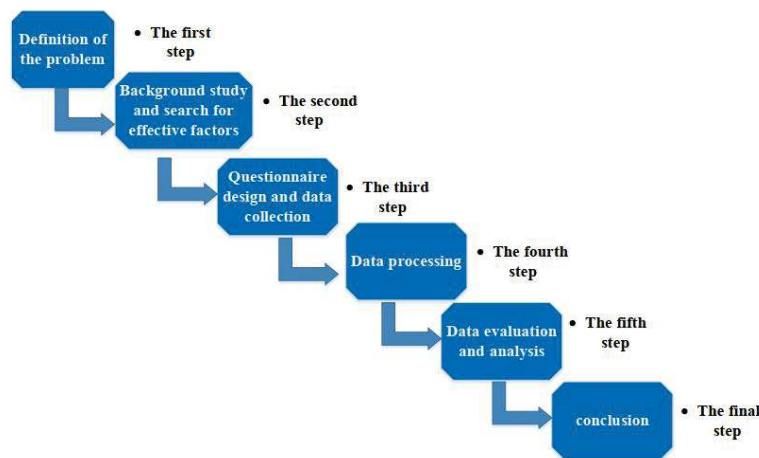 Definition of
the problem
• The first
step
Background study
and search for
effective factors
• The second
step
Questionnaire
design and data
collection
• The third
step
Data processing
• The fourth
step
Data evaluation
and analysis
• The fifth
step
conclusion
• The final
step